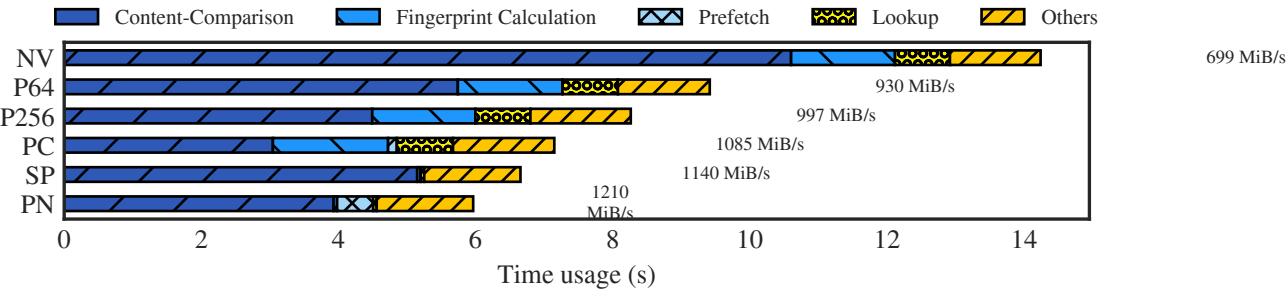 Content-Comparison Fingerprint Calculation Prefetch Lookup Others
NV 699 MiB/s
P64 930 MiB/s
P256 997 MiB/s
PC 1085 MiB/s
SP 1140 MiB/s
PN 1210
MiB/s
0 2 4 6 8 10 12 14
Time usage (s)